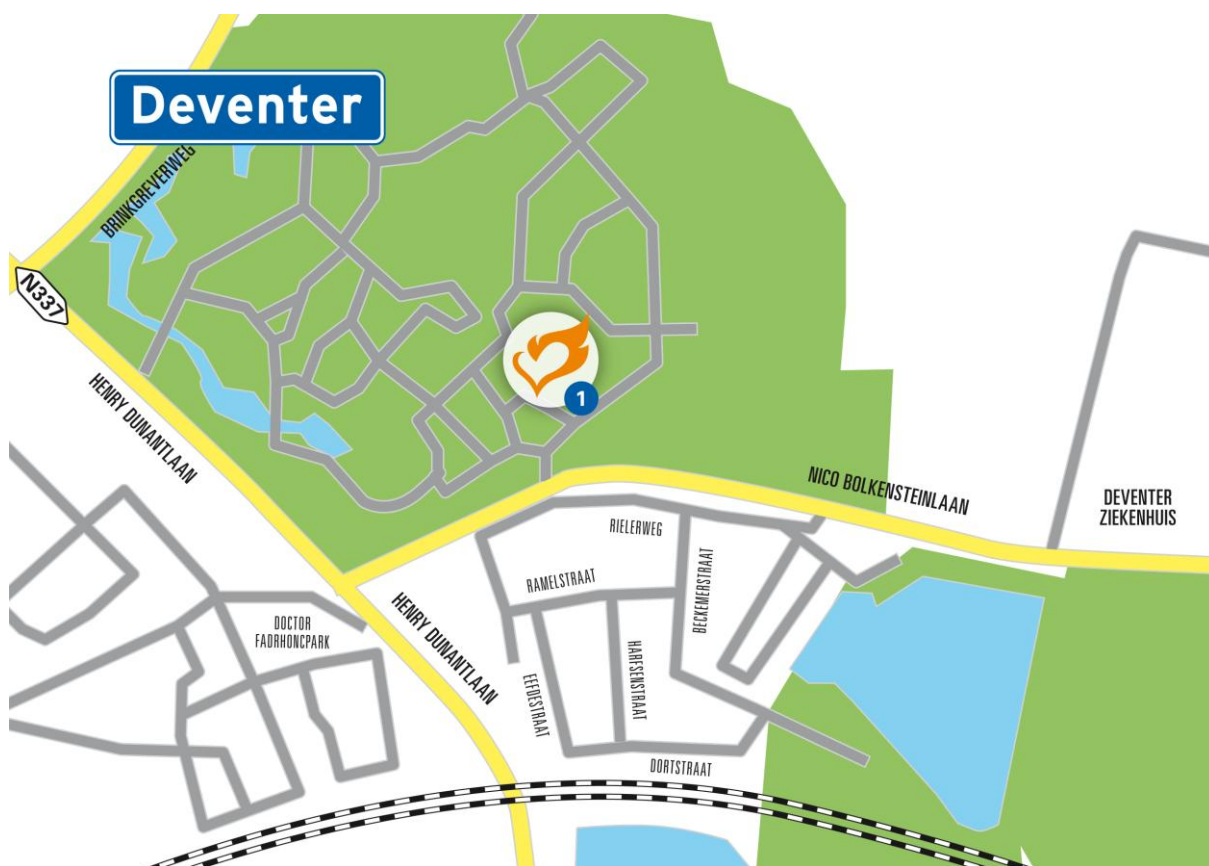 Deventer
BRINKGREVERWEG
N337
HENRY DUNANTLAAN
1
NICO BOLKENSTEINLAAN
DEVENTER
ZIEKENHUIS
RIELERWEG
RAMELSTRAAT
BECKEMERSTRAAT
HENRY DUNANTLAAN
DOCTOR
FADRHONCPARK
EEFDESTRAAT
HARFSENSTRAAT
DORTSTRAAT